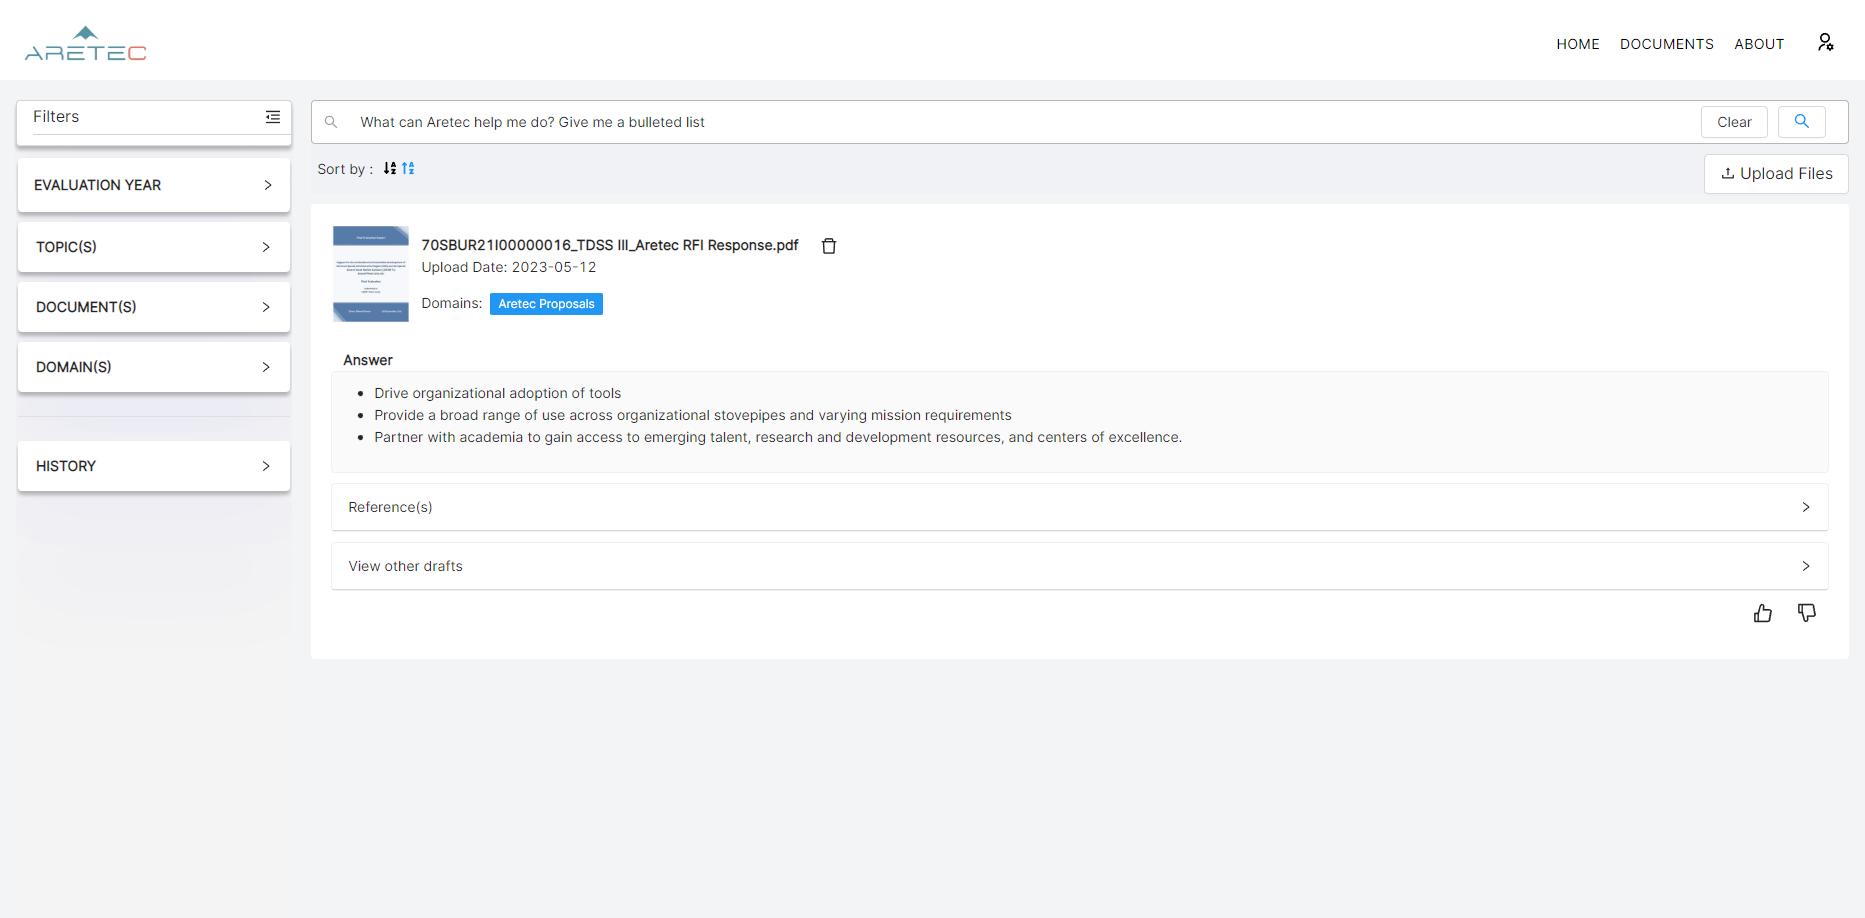 ARETEC
HOME DOCUMENTS ABOUT
Filters
EVALUATION YEAR
TOPIC(S)
DOCUMENT(S)
DOMAIN(S)
HISTORY
What can Aretec help me do? Give me a bulleted list
Clear
Sort by :
Upload Files
70SBUR21I00000016_TDSS III_Aretec RFI Response.pdf
Upload Date: 2023-05-12
Domains: Aretec Proposals
Answer
• Drive organizational adoption of tools
• Provide a broad range of use across organizational stovepipes and varying mission requirements
• Partner with academia to gain access to emerging talent, research and development resources, and centers of excellence.
Reference(s)
View other drafts